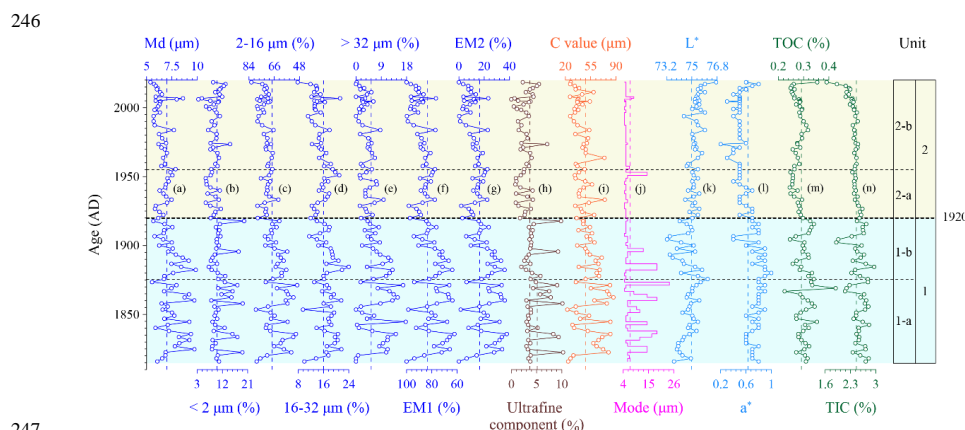 246
Md (μm) 2-16 μm (%) > 32 μm (%) EM2 (%) C value (μm) L* TOC (%) Unit
5 7.5 10 84 66 48 0 9 18 0 20 40 20 55 90 73.2 75 76.8 0.2 0.3 0.4
2000
1950
1900
1850
Age (AD)
(a) (b) (c) (d) (e) (f) (g) (h) (i) (j) (k) (l) (m) (n)
2-b
2
2-a
1920
1-b
1
1-a
3 12 21 8 16 24 100 80 60 0 5 10 4 15 26 0.2 0.6 1 1.6 2.3 3
< 2 μm (%) 16-32 μm (%) EM1 (%) Ultrafine Mode (μm) a* TIC (%)
component (%)
247